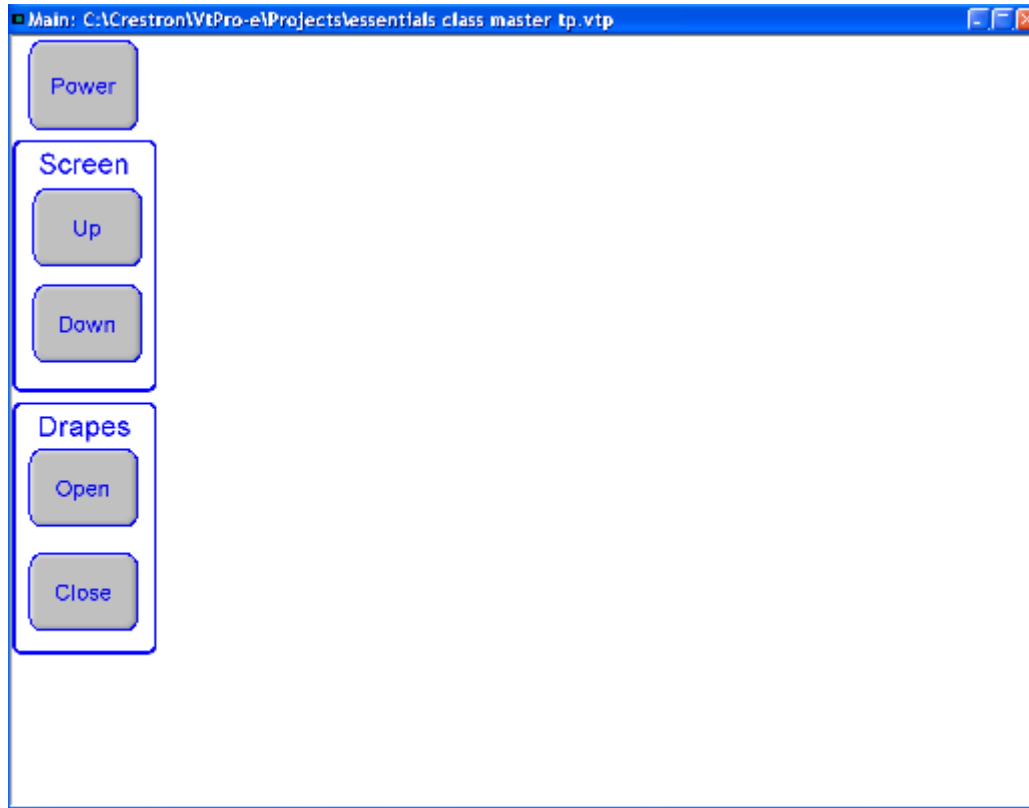 Main: C:\Crestron\VtPro-e\Projects\essentials class master tp.vtp
Power
Screen
Up
Down
Drapes
Open
Close